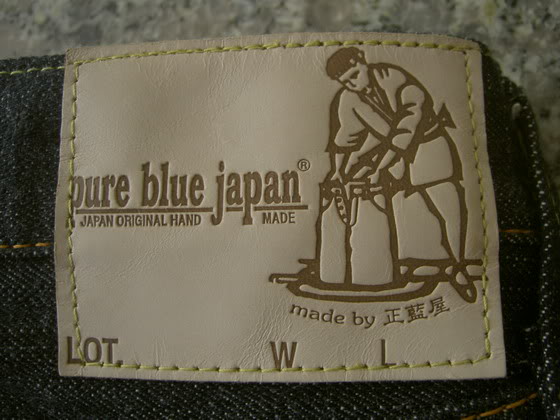 pure blue japan®
JAPAN ORIGINAL HAND MADE
made by 正藍屋
LOT. W L